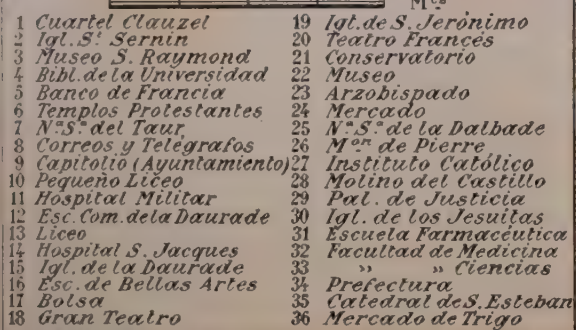 Mᶜᵒ
1 Cuartel Clauzel
2 Igl. Sᵗ Sernin
3 Museo S. Raymond
4 Bibl. de la Universidad
5 Banco de Francia
6 Templos Protestantes
7 N.ª S.ª del Taur
8 Correos y Telégrafos
9 Capitolio (Ayuntamiento)
10 Pequeño Liceo
11 Hospital Militar
12 Esc. Com. de la Daurade
13 Liceo
14 Hospital S. Jacques
15 Igl. de la Daurade
16 Esc. de Bellas Artes
17 Bolsa
18 Gran Teatro
19 Igl. de S. Jerónimo
20 Teatro Francés
21 Conservatorio
22 Museo
23 Arzobispado
24 Mercado
25 N.ª S.ª de la Dalbade
26 M.ºⁿ de Pierre
27 Instituto Católico
28 Molino del Castillo
29 Pal. de Justicia
30 Igl. de los Jesuitas
31 Escuela Farmacéutica
32 Facultad de Medicina
33 " " Ciencias
34 Prefectura
35 Catedral de S. Esteban
36 Mercado de Trigo